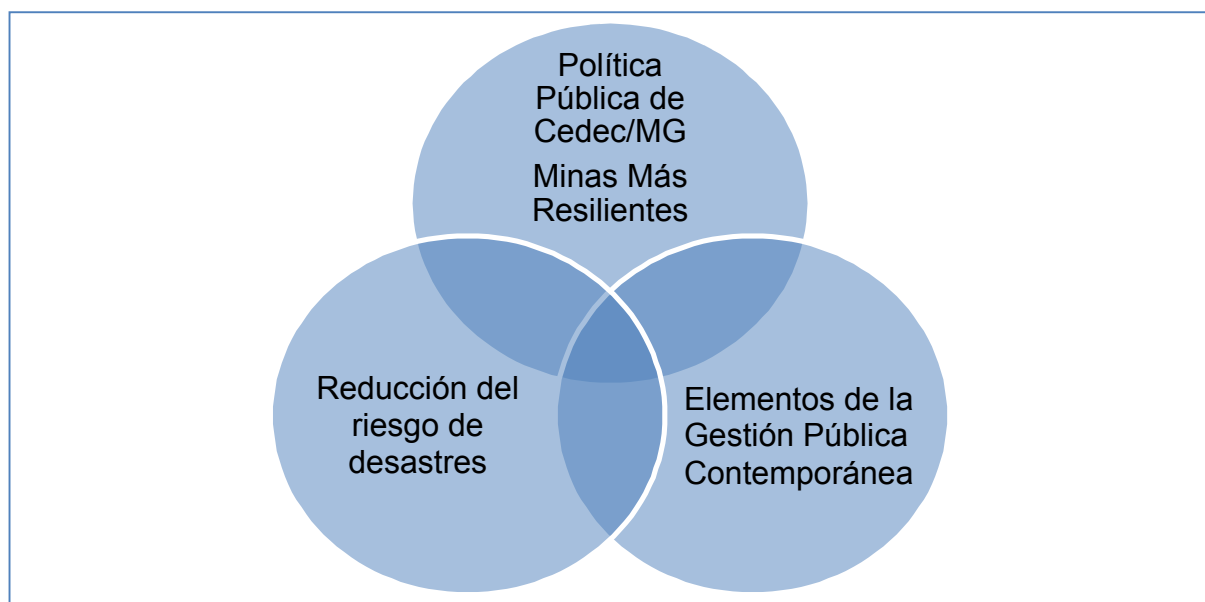 Política
Pública de
Cedec/MG
Minas Más
Resilientes
Reducción del
riesgo de
desastres
Elementos de la
Gestión Pública
Contemporánea